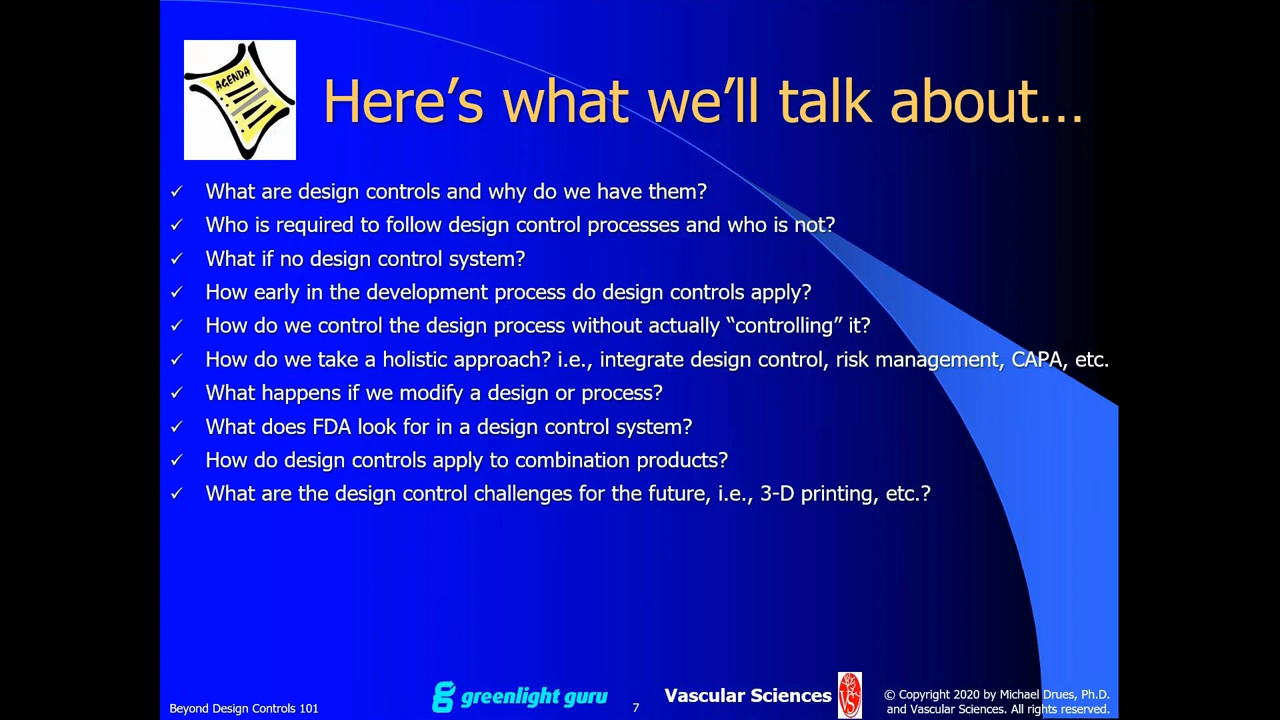 AGENDA
Here’s what we’ll talk about…
✓ What are design controls and why do we have them?
✓ Who is required to follow design control processes and who is not?
✓ What if no design control system?
✓ How early in the development process do design controls apply?
✓ How do we control the design process without actually “controlling” it?
✓ How do we take a holistic approach? i.e., integrate design control, risk management, CAPA, etc.
✓ What happens if we modify a design or process?
✓ What does FDA look for in a design control system?
✓ How do design controls apply to combination products?
✓ What are the design control challenges for the future, i.e., 3-D printing, etc.?
Beyond Design Controls 101
greenlight guru
7
Vascular Sciences
VS
© Copyright 2020 by Michael Drues, Ph.D.
and Vascular Sciences. All rights reserved.